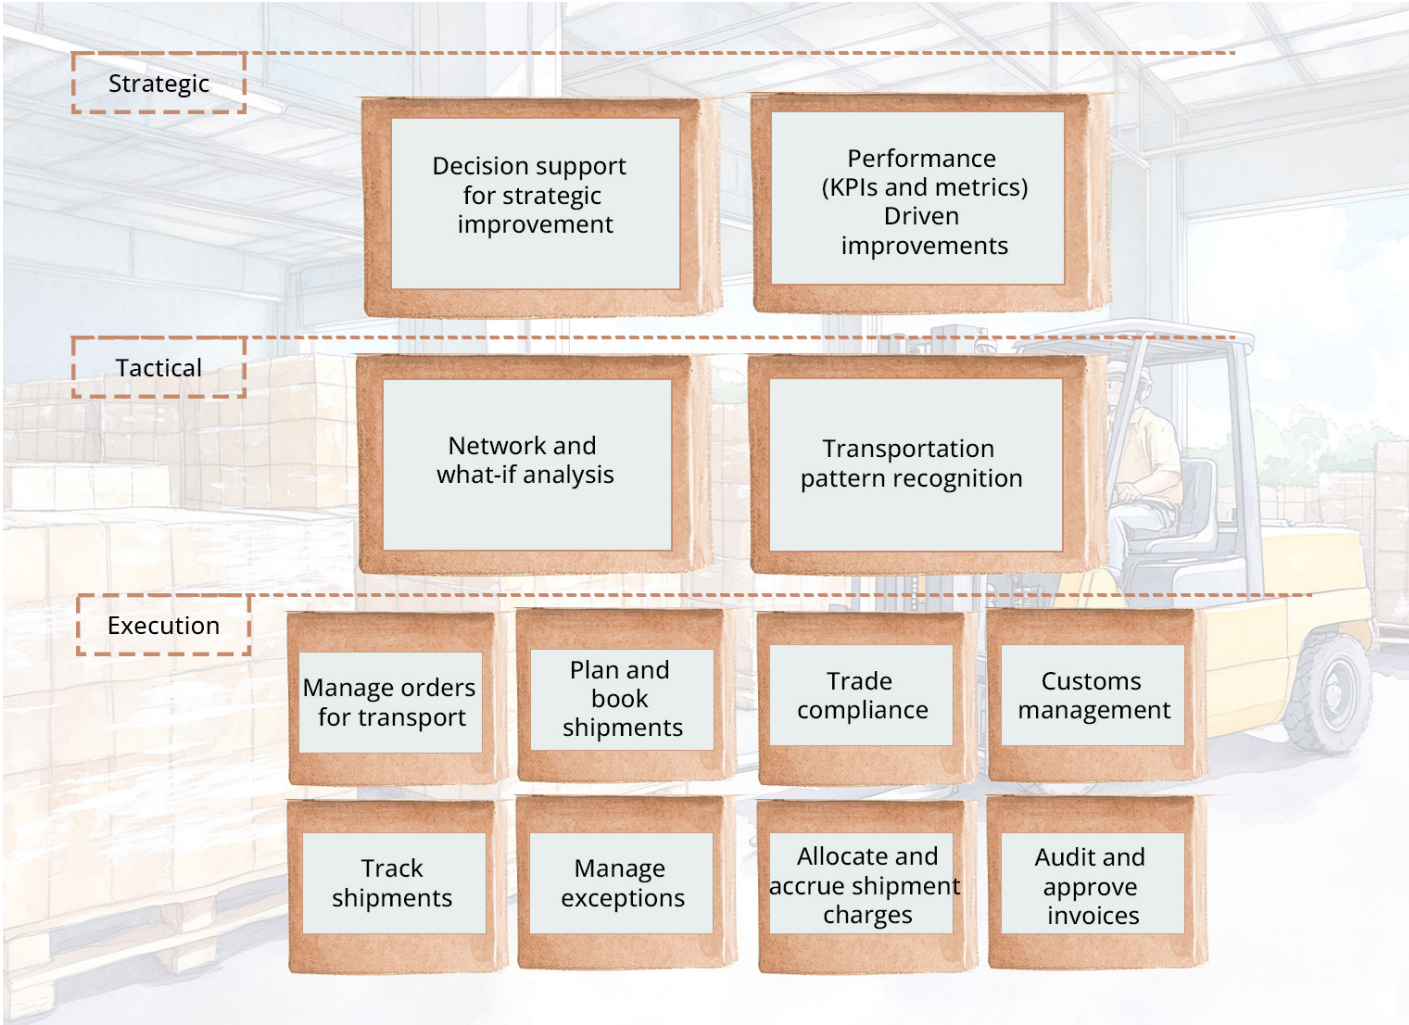 Strategic
Decision support
for strategic
improvement
Performance
(KPIs and metrics)
Driven
improvements
Tactical
Network and
what-if analysis
Transportation
pattern recognition
Execution
Manage orders
for transport
Plan and
book
shipments
Trade
compliance
Customs
management
Track
shipments
Manage
exceptions
Allocate and
accrue shipment
charges
Audit and
approve
invoices